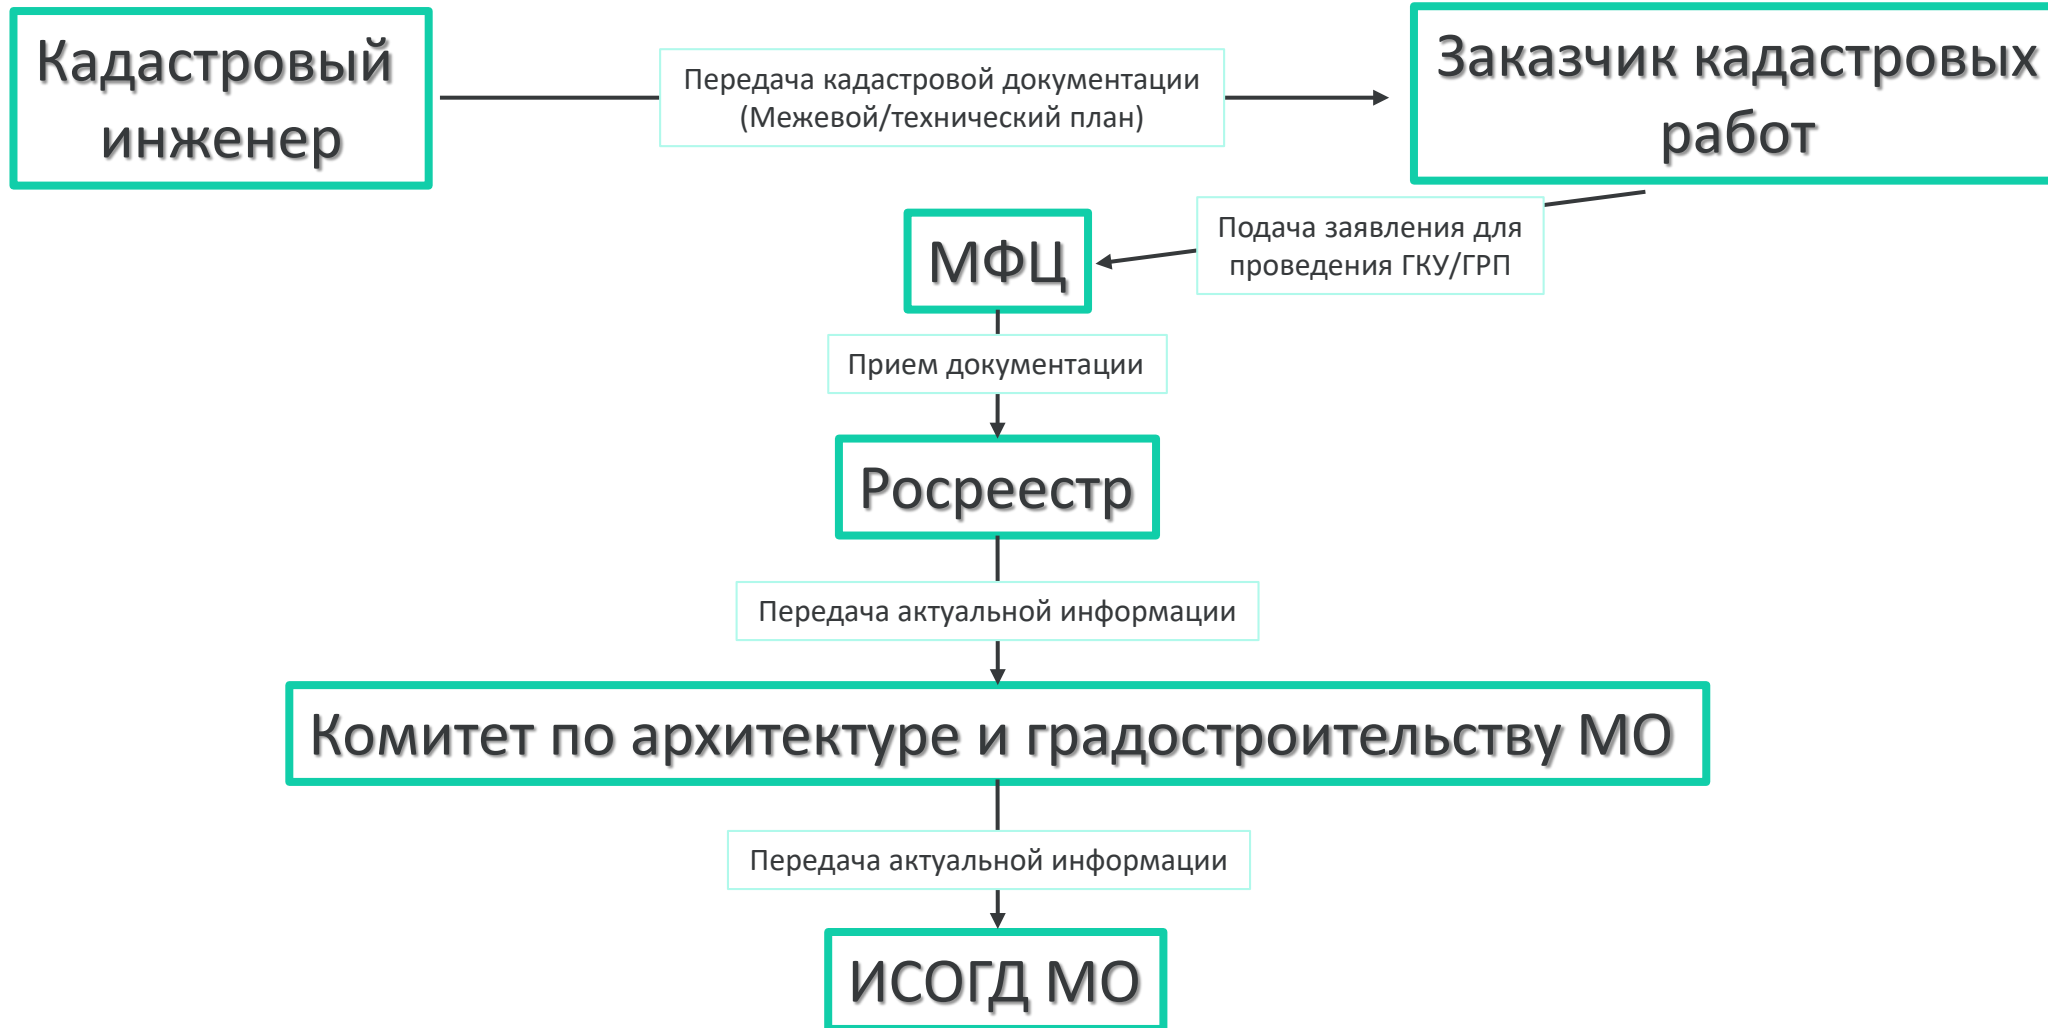 Кадастровый
инженер
Передача кадастровой документации
(Межевой/технический план)
Заказчик кадастровых
работ
Подача заявления для
проведения ГКУ/ГРП
МФЦ
Прием документации
Росреестр
Передача актуальной информации
Комитет по архитектуре и градостроительству МО
Передача актуальной информации
ИСОГД МО